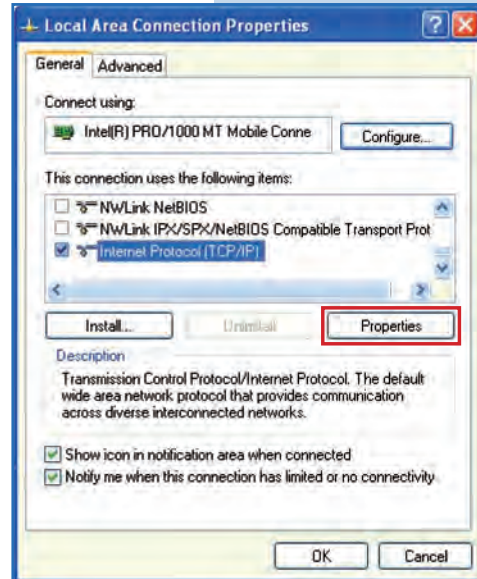 Local Area Connection Properties
General Advanced
Connect using:
Intel(R) PRO/1000 MT Mobile Conne Configure...
This connection uses the following items:
NWLink NetBIOS
NWLink IPX/SPX/NetBIOS Compatible Transport Prot
Internet Protocol (TCP/IP)
Install... Uninstall Properties
Description
Transmission Control Protocol/Internet Protocol. The default
wide area network protocol that provides communication
across diverse interconnected networks.
Show icon in notification area when connected
Notify me when this connection has limited or no connectivity
OK Cancel